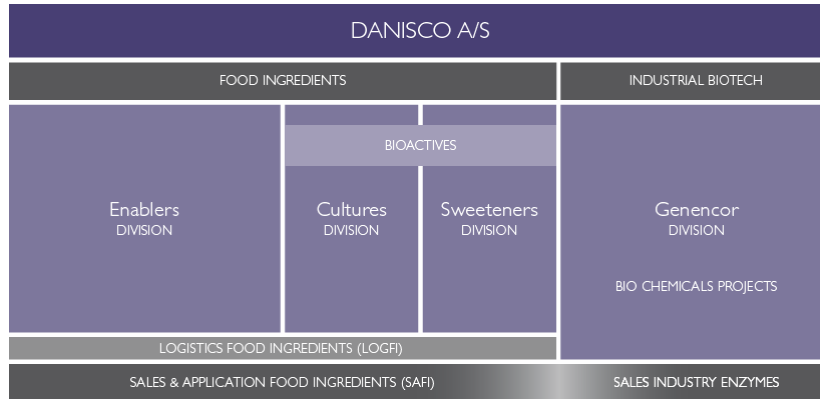 DANISCO A/S
FOOD INGREDIENTS
INDUSTRIAL BIOTECH
BIOACTIVES
Enablers
DIVISION
Cultures
DIVISION
Sweeteners
DIVISION
Genencor
DIVISION
BIO CHEMICALS PROJECTS
LOGISTICS FOOD INGREDIENTS (LOGFI)
SALES & APPLICATION FOOD INGREDIENTS (SAFI)
SALES INDUSTRY ENZYMES